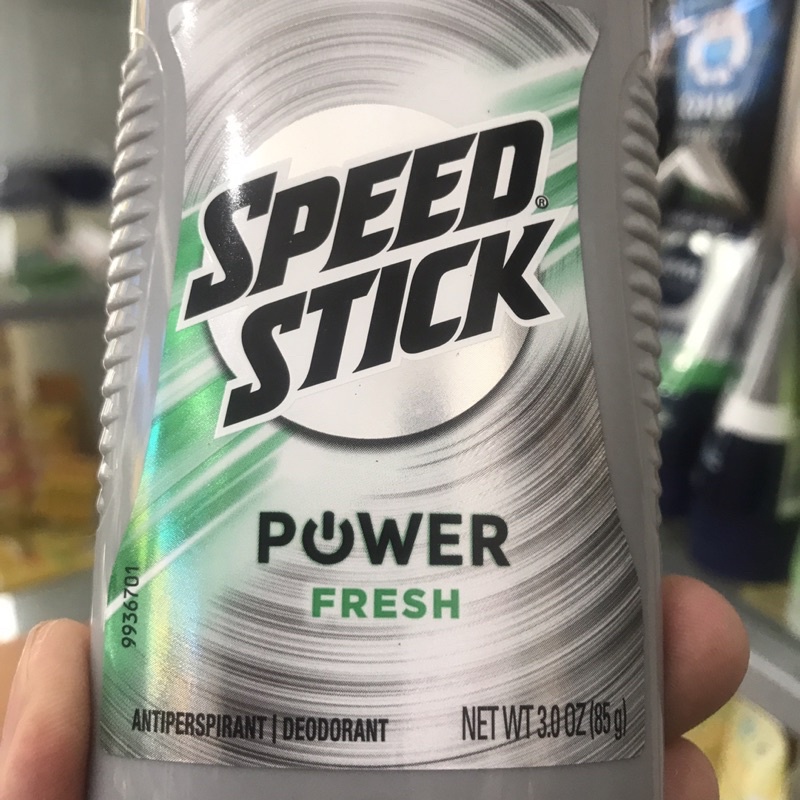 SPEED
STICK®
POWER
FRESH
9936701
ANTIPERSPIRANT | DEODORANT
NET WT 3.0 OZ (85 g)